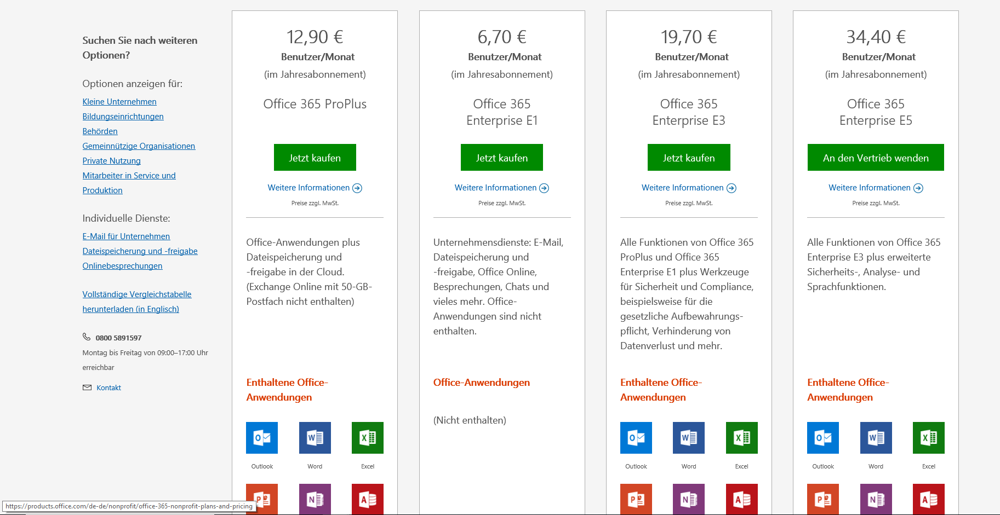 Suchen Sie nach weiteren
Optionen?
Optionen anzeigen für:
Kleine Unternehmen
Bildungseinrichtungen
Behörden
Gemeinnützige Organisationen
Private Nutzung
Mitarbeiter in Service und
Produktion
Individuelle Dienste:
E-Mail für Unternehmen
Dateispeicherung und -freigabe
Onlinebesprechungen
Vollständige Vergleichstabelle
herunterladen (in Englisch)
0800 5891597
Montag bis Freitag von 09:00–17:00 Uhr
erreichbar
Kontakt
12,90 €
Benutzer/Monat
(im Jahresabonnement)
Office 365 ProPlus
Jetzt kaufen
Weitere Informationen
Preise zzgl. MwSt.
Office-Anwendungen plus
Dateispeicherung und
-freigabe in der Cloud.
(Exchange Online mit 50-GB-
Postfach nicht enthalten)
Enthaltene Office-
Anwendungen
Outlook
Word
Excel
6,70 €
Benutzer/Monat
(im Jahresabonnement)
Office 365
Enterprise E1
Jetzt kaufen
Weitere Informationen
Preise zzgl. MwSt.
Unternehmensdienste: E-Mail,
Dateispeicherung und
-freigabe, Office Online,
Besprechungen, Chats und
vieles mehr. Office-
Anwendungen sind nicht
enthalten.
Office-Anwendungen
(Nicht enthalten)
19,70 €
Benutzer/Monat
(im Jahresabonnement)
Office 365
Enterprise E3
Jetzt kaufen
Weitere Informationen
Preise zzgl. MwSt.
Alle Funktionen von Office 365
ProPlus und Office 365
Enterprise E1 plus Werkzeuge
für Sicherheit und Compliance,
beispielsweise für die
gesetzliche Aufbewahrungs-
pflicht, Verhinderung von
Datenverlust und mehr.
Enthaltene Office-
Anwendungen
Outlook
Word
Excel
34,40 €
Benutzer/Monat
(im Jahresabonnement)
Office 365
Enterprise E5
An den Vertrieb wenden
Weitere Informationen
Preise zzgl. MwSt.
Alle Funktionen von Office 365
Enterprise E3 plus erweiterte
Sicherheits-, Analyse- und
Sprachfunktionen.
Enthaltene Office-
Anwendungen
Outlook
Word
Excel
https://products.office.com/de-de/nonprofit/office-365-nonprofit-plans-and-pricing